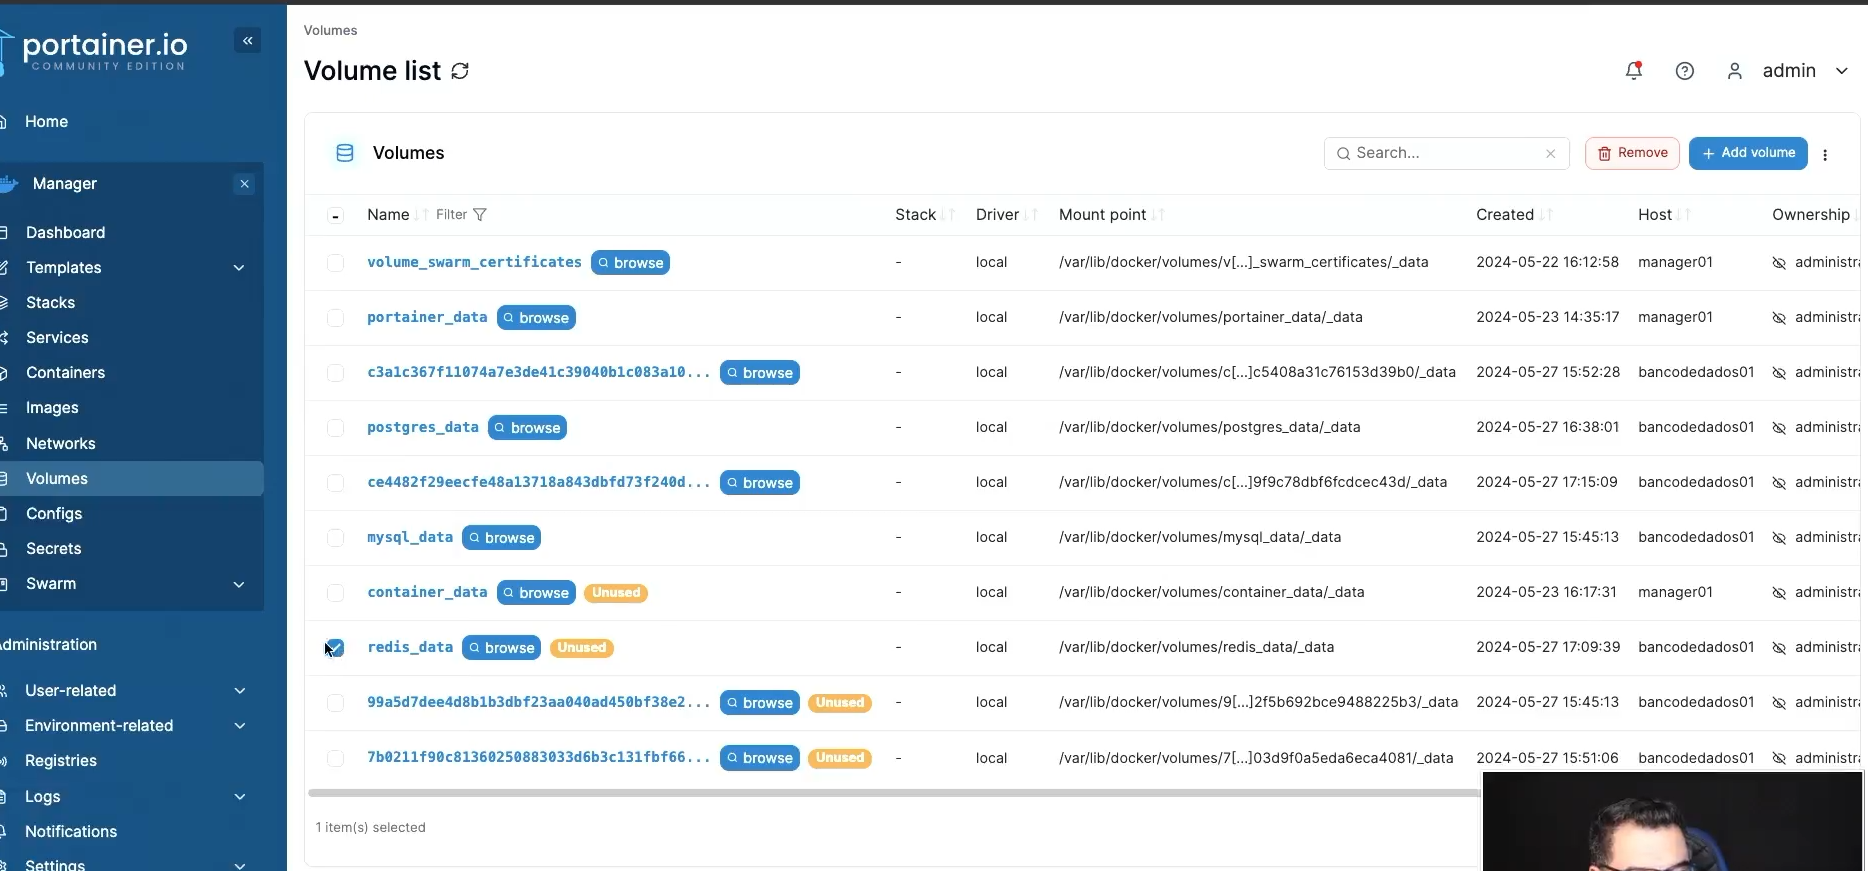 portainer.io
COMMUNITY EDITION
Home
Manager
Dashboard
Templates
Stacks
Services
Containers
Images
Networks
Volumes
Configs
Secrets
Swarm
dministration
User-related
Environment-related
Registries
Logs
Notifications
Settings
Volumes
Volume list
admin
Volumes
Search...
Remove
Add volume
Name Filter Stack Driver Mount point Created Host Ownership
volume_swarm_certificates browse - local /var/lib/docker/volumes/v[...]_swarm_certificates/_data 2024-05-22 16:12:58 manager01 administra
portainer_data browse - local /var/lib/docker/volumes/portainer_data/_data 2024-05-23 14:35:17 manager01 administra
c3a1c367f11074a7e3de41c39040b1c083a10... browse - local /var/lib/docker/volumes/c[...]c5408a31c76153d39b0/_data 2024-05-27 15:52:28 bancodedados01 administra
postgres_data browse - local /var/lib/docker/volumes/postgres_data/_data 2024-05-27 16:38:01 bancodedados01 administra
ce4482f29eecfe48a13718a843dbfd73f240d... browse - local /var/lib/docker/volumes/c[...]9f9c78dbf6fcdcec43d/_data 2024-05-27 17:15:09 bancodedados01 administra
mysql_data browse - local /var/lib/docker/volumes/mysql_data/_data 2024-05-27 15:45:13 bancodedados01 administra
container_data browse Unused - local /var/lib/docker/volumes/container_data/_data 2024-05-23 16:17:31 manager01 administra
redis_data browse Unused - local /var/lib/docker/volumes/redis_data/_data 2024-05-27 17:09:39 bancodedados01 administra
99a5d7dee4d8b1b3dbf23aa040ad450bf38e2... browse Unused - local /var/lib/docker/volumes/9[...]2f5b692bce9488225b3/_data 2024-05-27 15:45:13 bancodedados01 administra
7b0211f90c81360250883033d6b3c131fbf66... browse Unused - local /var/lib/docker/volumes/7[...]03d9f0a5eda6eca4081/_data 2024-05-27 15:51:06 bancodedados01 administra
1 item(s) selected